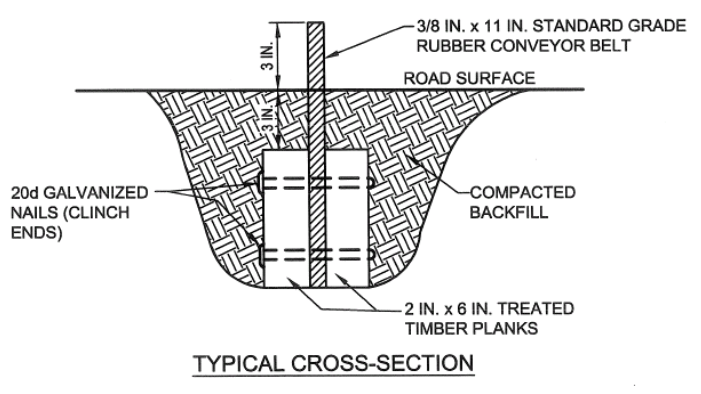 3/8 IN. x 11 IN. STANDARD GRADE
RUBBER CONVEYOR BELT
3 IN.
ROAD SURFACE
3 IN.
20d GALVANIZED
NAILS (CLINCH
ENDS)
COMPACTED
BACKFILL
2 IN. x 6 IN. TREATED
TIMBER PLANKS
TYPICAL CROSS-SECTION